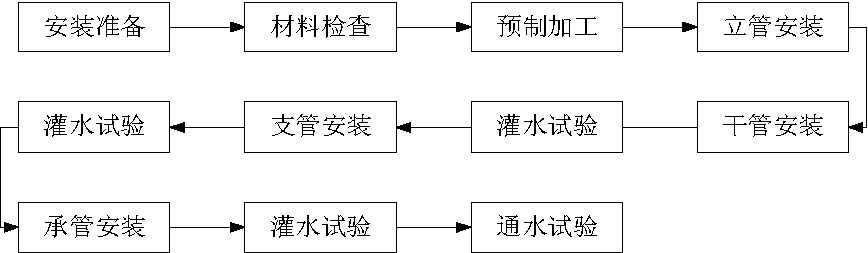 安装准备 材料检查 预制加工 立管安装
灌水试验 支管安装 灌水试验 干管安装
承管安装 灌水试验 通水试验